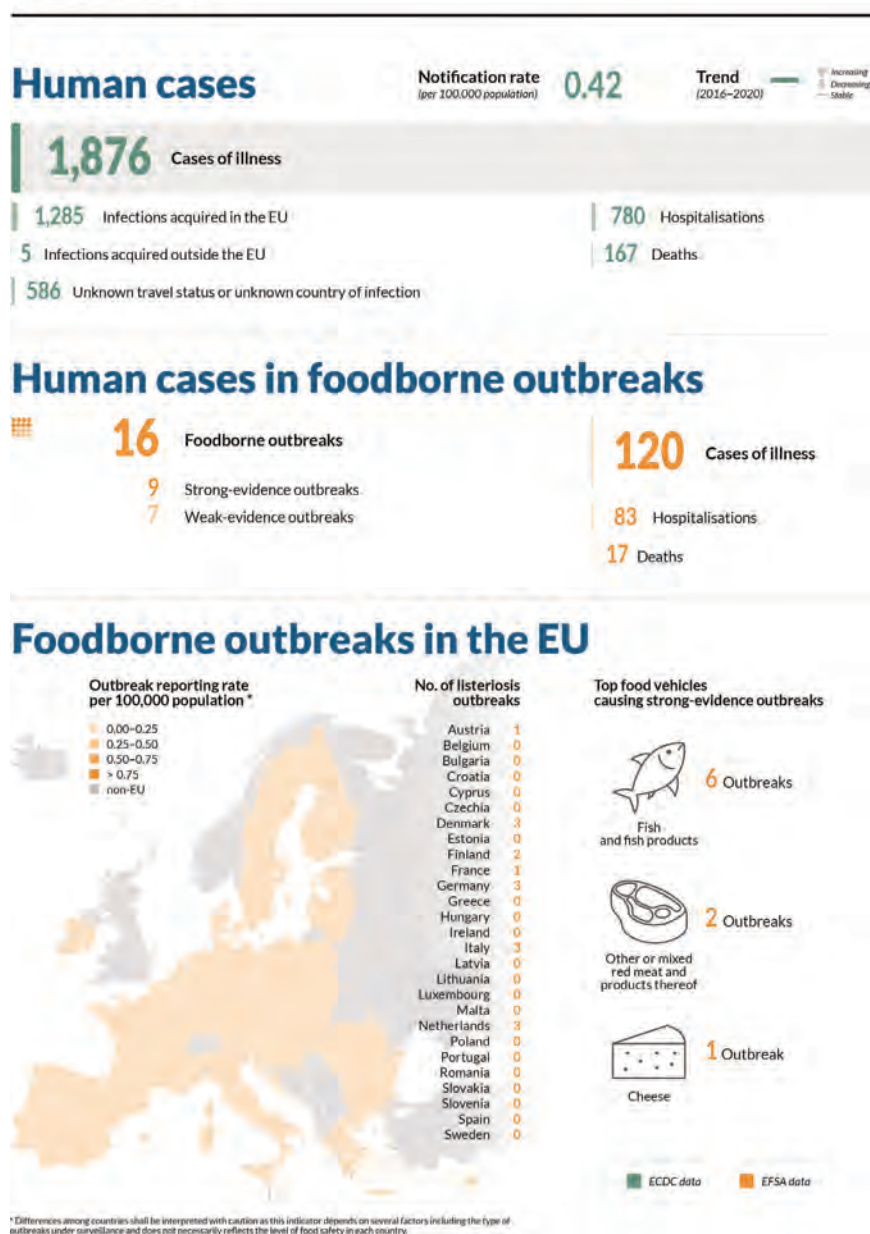 Human cases
Notification rate
(per 100.000 population)
0.42
Trend
(2016–2020)
Increasing
Decreasing
Stable
1,876 Cases of illness
1,285 Infections acquired in the EU
5 Infections acquired outside the EU
586 Unknown travel status or unknown country of infection
780 Hospitalisations
167 Deaths
Human cases in foodborne outbreaks
16 Foodborne outbreaks
9 Strong-evidence outbreaks
7 Weak-evidence outbreaks
120 Cases of illness
83 Hospitalisations
17 Deaths
Foodborne outbreaks in the EU
Outbreak reporting rate
per 100,000 population *
0.00–0.25
0.25–0.50
0.50–0.75
> 0.75
non-EU
No. of listeriosis
outbreaks
Austria 1
Belgium 0
Bulgaria 0
Croatia 0
Cyprus 0
Czechia 0
Denmark 3
Estonia 0
Finland 2
France 1
Germany 3
Greece 0
Hungary 0
Ireland 0
Italy 3
Latvia 0
Lithuania 0
Luxembourg 0
Malta 0
Netherlands 3
Poland 0
Portugal 0
Romania 0
Slovakia 0
Slovenia 0
Spain 0
Sweden 0
Top food vehicles
causing strong-evidence outbreaks
6 Outbreaks
Fish
and fish products
2 Outbreaks
Other or mixed
red meat and
products thereof
1 Outbreak
Cheese
ECDC data
EFSA data
* Differences among countries shall be interpreted with caution as this indicator depends on several factors including the type of
outbreaks under surveillance and does not necessarily reflects the level of food safety in each country.